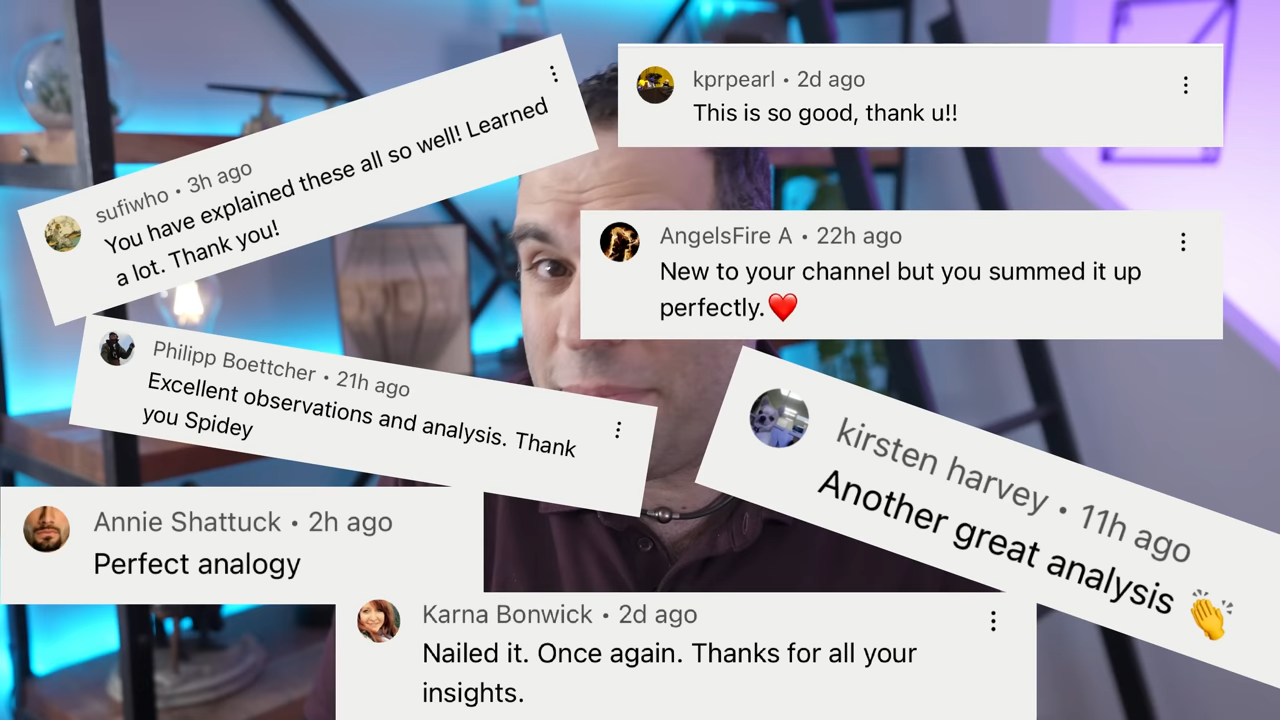 sufiwho • 3h ago
You have explained these all so well! Learned
a lot. Thank you!
kprpearl • 2d ago
This is so good, thank u!!
AngelsFire A • 22h ago
New to your channel but you summed it up
perfectly.❤️
Philipp Boettcher • 21h ago
Excellent observations and analysis. Thank
you Spidey
kirsten harvey • 11h ago
Another great analysis 👏
Annie Shattuck • 2h ago
Perfect analogy
Karna Bonwick • 2d ago
Nailed it. Once again. Thanks for all your
insights.